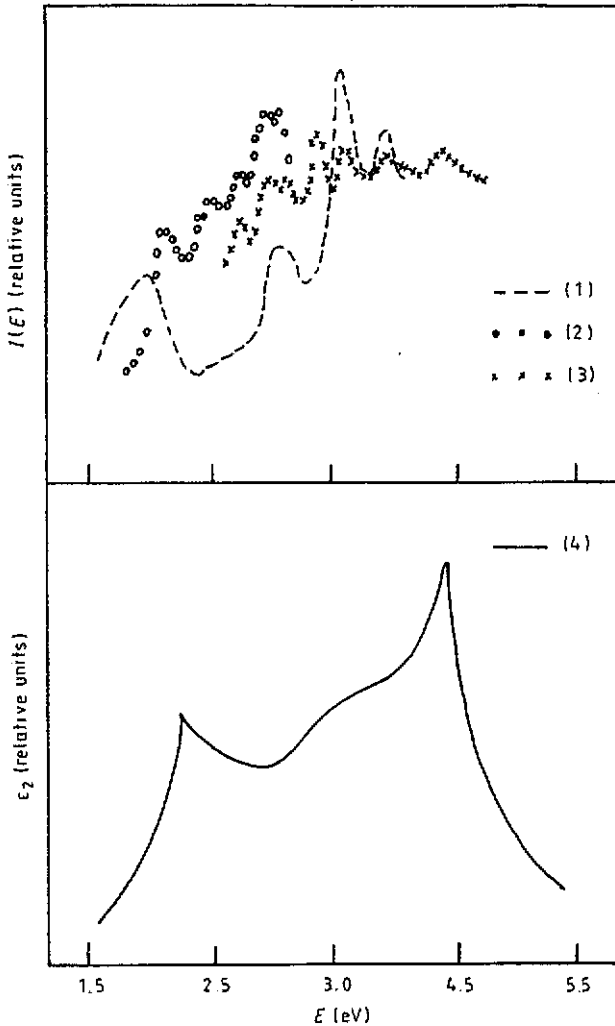 I(E) (relative units)
(1)
(2)
(3)
ε₂ (relative units)
(4)
1.5 2.5 3.0 4.5 5.5
E (eV)